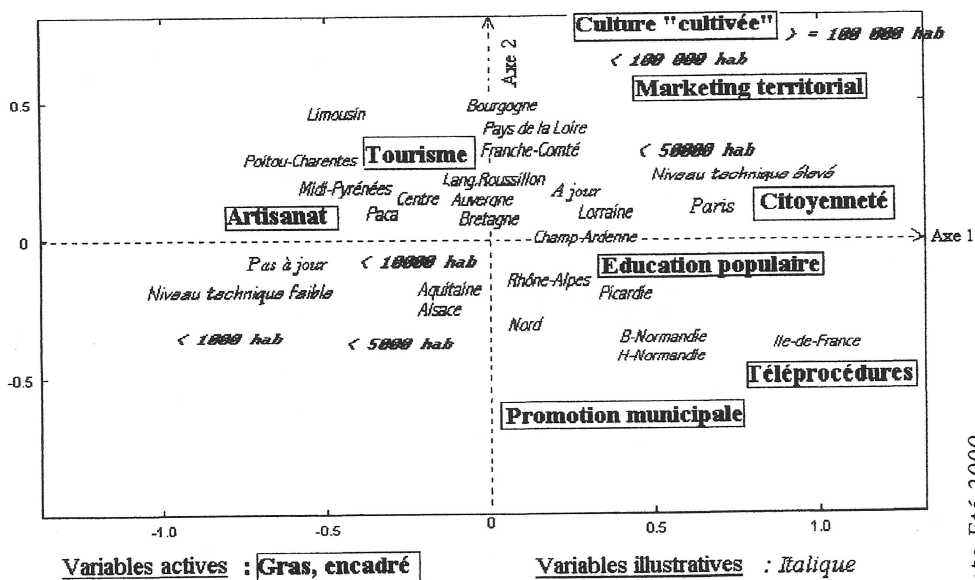 Culture "cultivée"
> = 100 000 hab
< 100 000 hab
Axe 2
Marketing territorial
0.5
Limousin
Bourgogne
Pays de la Loire
Poitou-Charentes
Tourisme
Franche-Comté
< 50000 hab
Midi-Pyrénées
Lang.Roussillon
Niveau technique élevé
Centre
Auvergne
A jour
Artisanat
Paca
Bretagne
Lorraine
Paris
Citoyenneté
0
Champ-Ardenne
Axe 1
Pas à jour
< 10000 hab
Education populaire
Niveau technique faible
Aquitaine
Rhône-Alpes
Picardie
Alsace
Nord
< 1000 hab
< 5000 hab
B-Normandie
Ile-de-France
H-Normandie
-0.5
Téléprocédures
Promotion municipale
-1.0
-0.5
0
0.5
1.0
Variables actives : Gras, encadré
Variables illustratives : Italique
Eté 2000